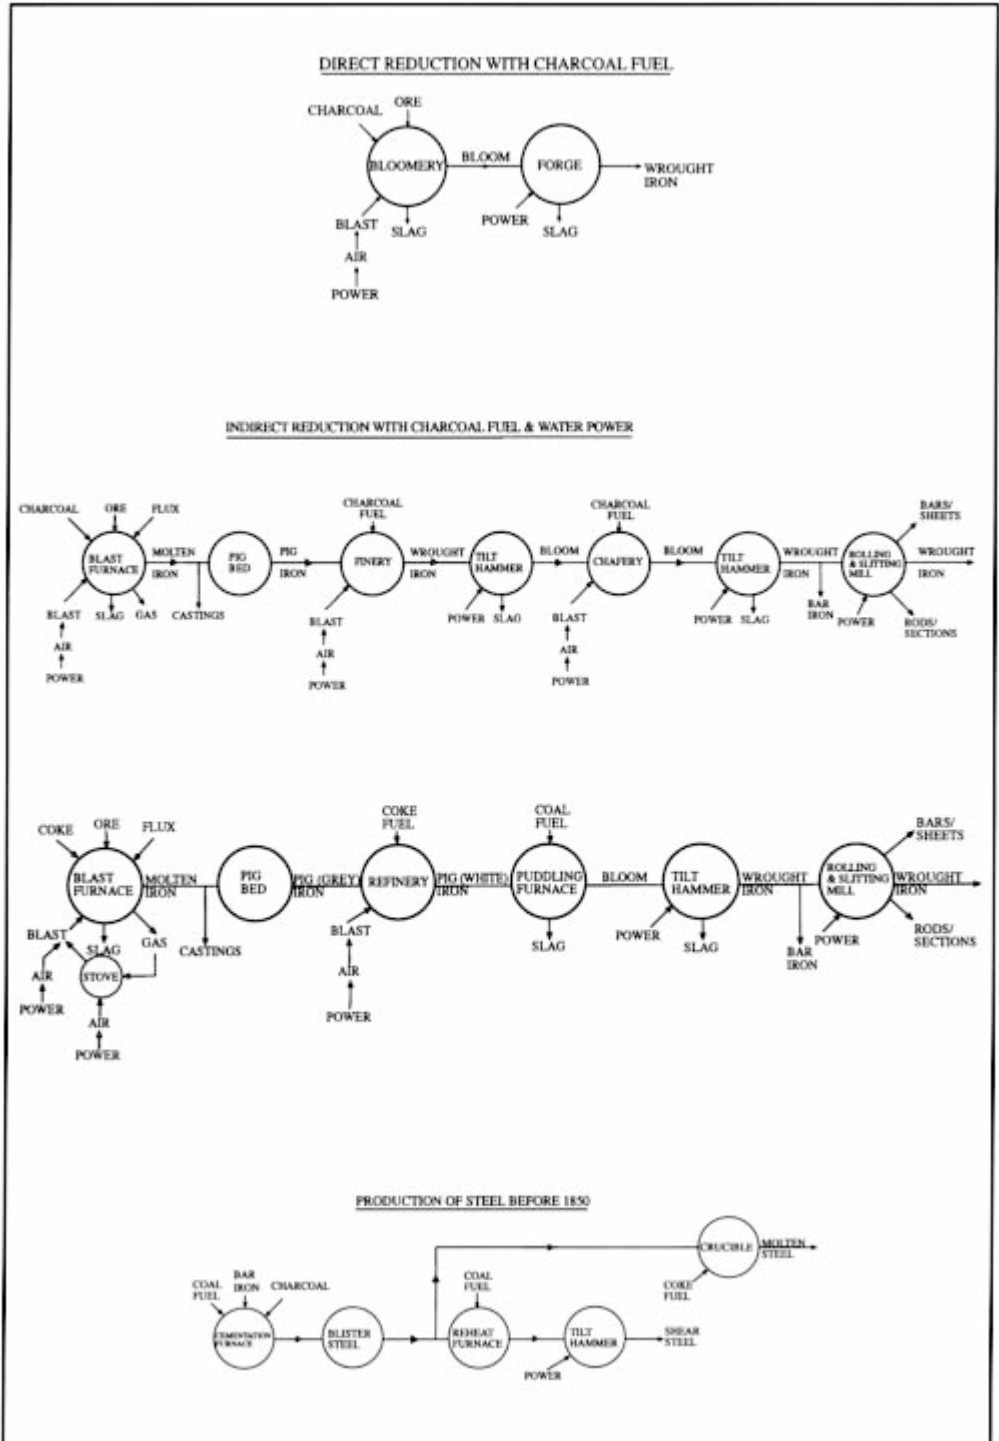 DIRECT REDUCTION WITH CHARCOAL FUEL
CHARCOAL
ORE
BLOOMERY
BLOOM
FORGE
WROUGHT
IRON
BLAST
SLAG
POWER
SLAG
AIR
POWER
INDIRECT REDUCTION WITH CHARCOAL FUEL & WATER POWER
CHARCOAL
ORE
FLUX
BLAST
FURNACE
MOLTEN
IRON
PIG
BED
PIG
IRON
CHARCOAL
FUEL
FINERY
WROUGHT
IRON
TILT
HAMMER
BLOOM
CHARCOAL
FUEL
CHAFERY
BLOOM
TILT
HAMMER
WROUGHT
IRON
ROLLING
& SLITTING
MILL
BARS/
SHEETS
WROUGHT
IRON
BLAST
SLAG
GAS
CASTINGS
BLAST
POWER
SLAG
BLAST
POWER
SLAG
BAR
IRON
POWER
RODS/
SECTIONS
AIR
POWER
AIR
POWER
AIR
POWER
COKE
ORE
FLUX
BLAST
FURNACE
MOLTEN
IRON
PIG
BED
PIG (GREY)
IRON
COKE
FUEL
REFINERY
PIG (WHITE)
IRON
COAL
FUEL
PUDDLING
FURNACE
BLOOM
TILT
HAMMER
WROUGHT
IRON
ROLLING
& SLITTING
MILL
BARS/
SHEETS
WROUGHT
IRON
BLAST
SLAG
GAS
CASTINGS
BLAST
SLAG
POWER
SLAG
BAR
IRON
POWER
RODS/
SECTIONS
AIR
STOVE
POWER
AIR
POWER
AIR
POWER
PRODUCTION OF STEEL BEFORE 1850
COAL
FUEL
BAR
IRON
CHARCOAL
CEMENTATION
FURNACE
BLISTER
STEEL
COAL
FUEL
REHEAT
FURNACE
TILT
HAMMER
POWER
SHEAR
STEEL
CRUCIBLE
MOLTEN
STEEL
COKE
FUEL